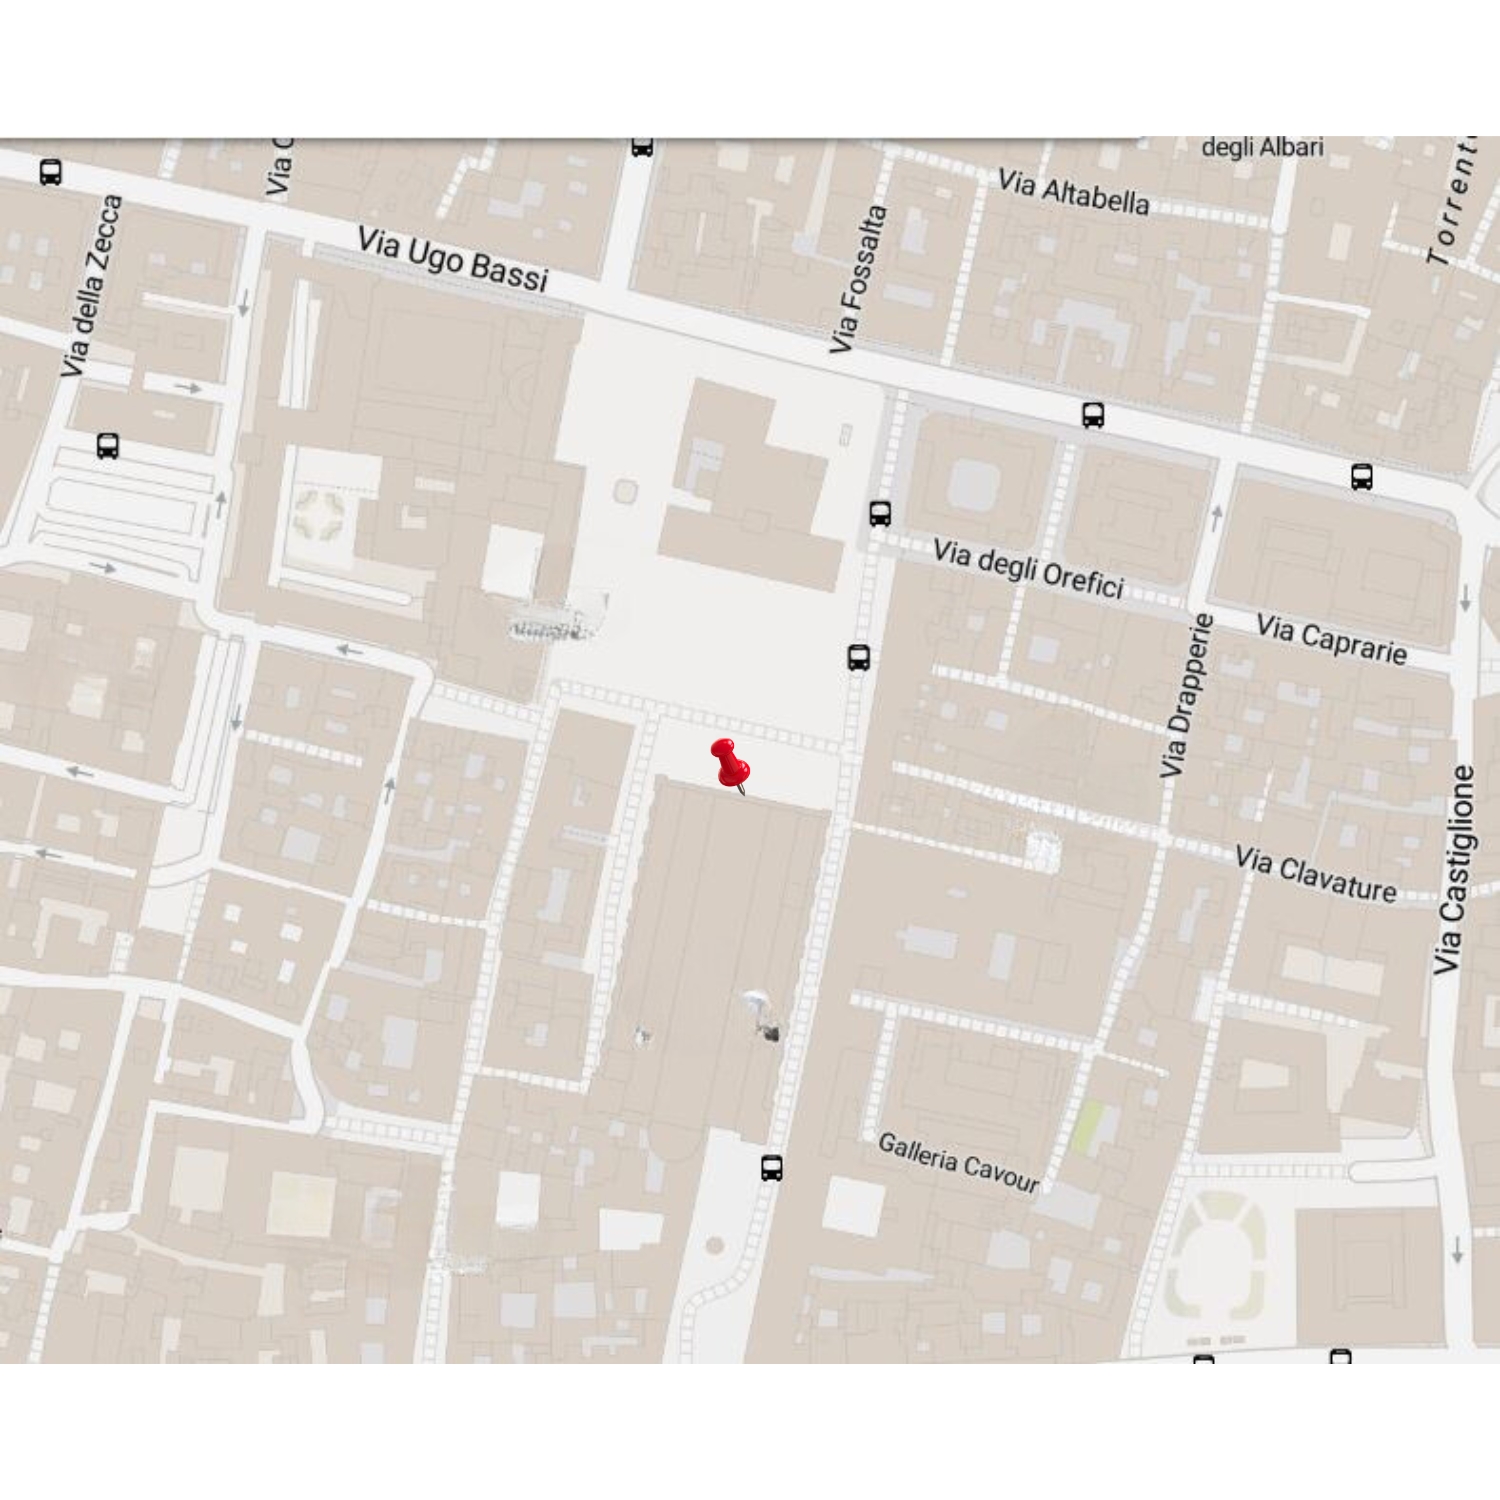 degli Albari
Via C
Torrent
Via Altabella
Via della Zecca
Via Ugo Bassi
Via Fossalta
Via degli Orefici
Via Caprarie
Via Drapperie
Via Clavature
Via Castiglione
Galleria Cavour